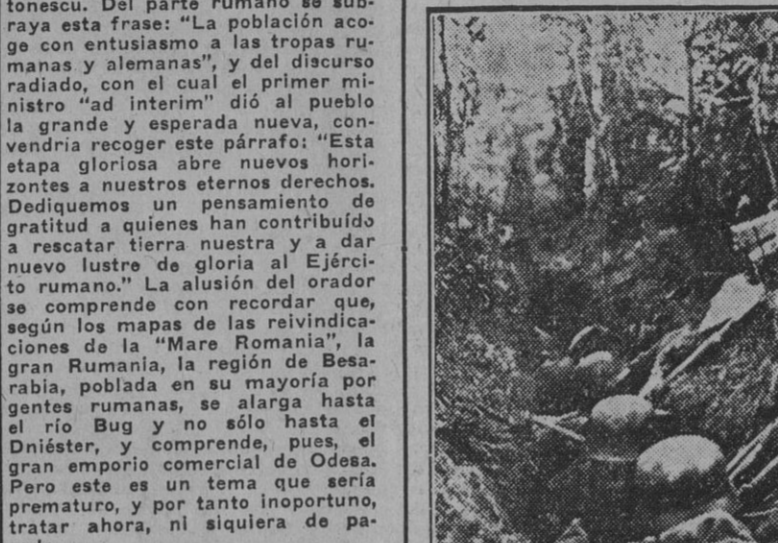 tonescu. Del parte rumano se sub-
raya esta frase: "La población aco-
ge con entusiasmo a las tropas ru-
manas y alemanas", y del discurso
radiado, con el cual el primer mi-
nistro "ad interim" dió al pueblo
la grande y esperada nueva, con-
vendría recoger este párrafo: "Esta
etapa gloriosa abre nuevos hori-
zontes a nuestros eternos derechos.
Dediquemos un pensamiento de
gratitud a quienes han contribuído
a rescatar tierra nuestra y a dar
nuevo lustre de gloria al Ejérci-
to rumano." La alusión del orador
se comprende con recordar que,
según los mapas de las reivindica-
ciones de la "Mare Romania", la
gran Rumania, la región de Besa-
rabia, poblada en su mayoría por
gentes rumanas, se alarga hasta
el río Bug y no sólo hasta el
Dniéster, y comprende, pues, el
gran emporio comercial de Odesa.
Pero este es un tema que sería
prematuro, y por tanto inoportuno,
tratar ahora, ni siquiera de pa-